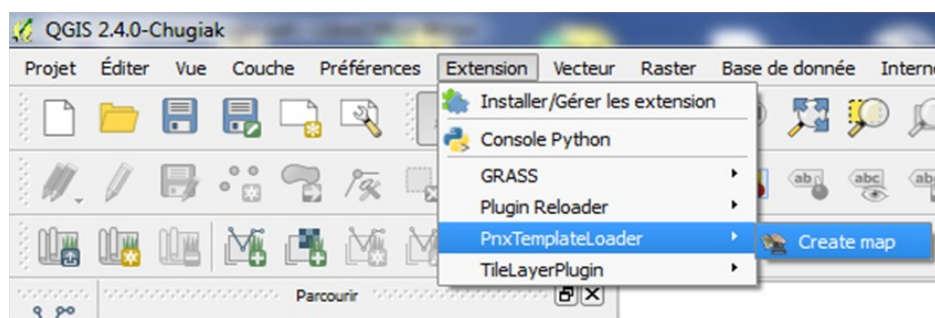 QGIS 2.4.0-Chugiak
Projet Éditer Vue Couche Préférences Extension Vecteur Raster Base de donnée Intern
Installer/Gérer les extension
Console Python
GRASS
Plugin Reloader
PnxTemplateLoader
Create map
TileLayerPlugin
Parcourir